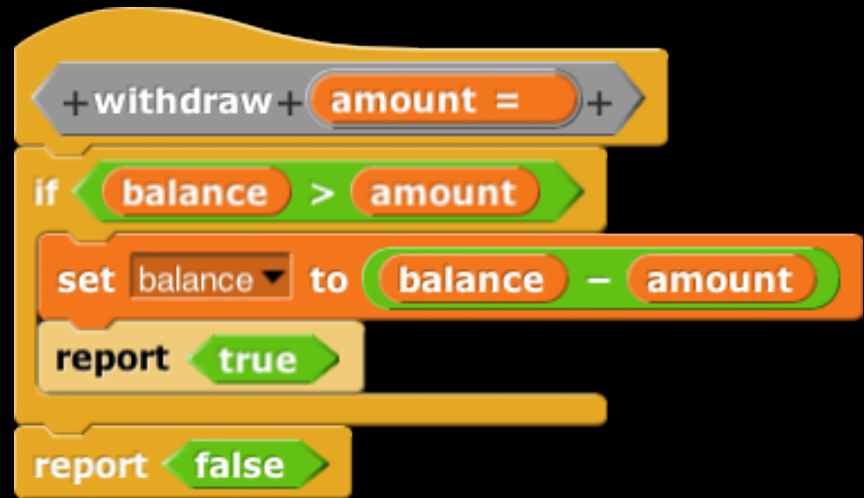 + withdraw + amount = +
if balance > amount
set balance to balance − amount
report true
report false